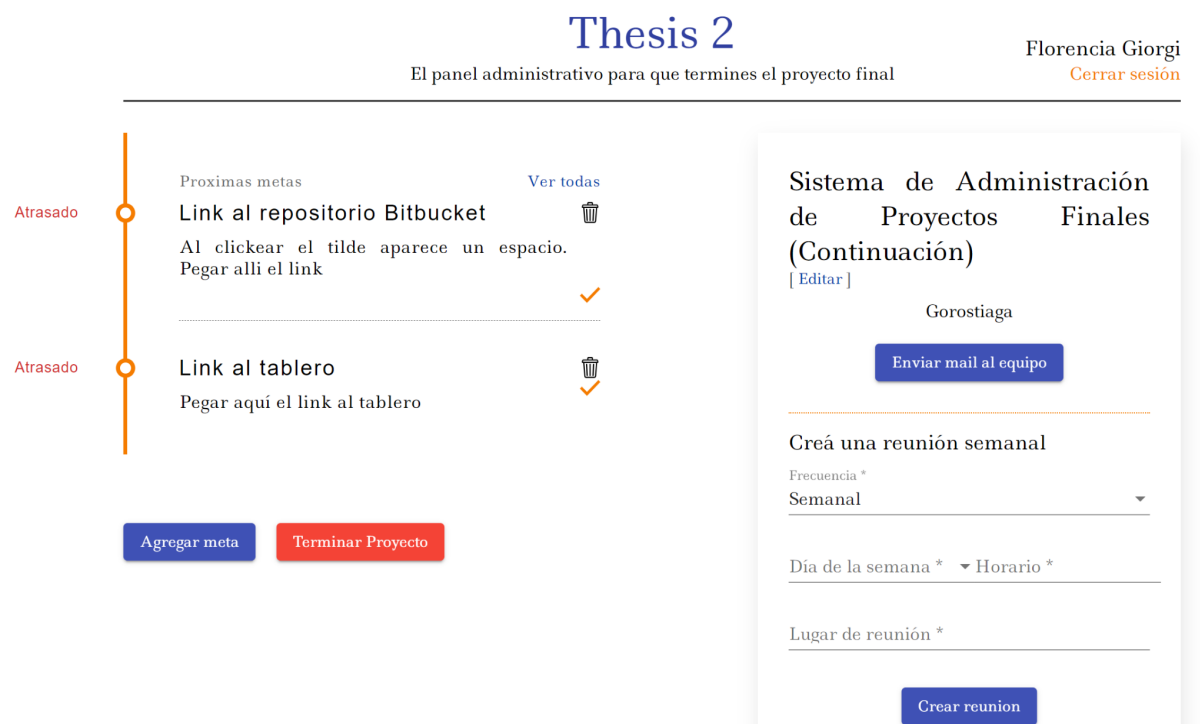 Thesis 2
El panel administrativo para que termines el proyecto final
Florencia Giorgi
Cerrar sesión
Proximas metas
Ver todas
Atrasado
Link al repositorio Bitbucket
Al clickear el tilde aparece un espacio.
Pegar alli el link
Atrasado
Link al tablero
Pegar aquí el link al tablero
Agregar meta
Terminar Proyecto
Sistema de Administración
de Proyectos Finales
(Continuación)
[ Editar ]
Gorostiaga
Enviar mail al equipo
Creá una reunión semanal
Frecuencia *
Semanal
Día de la semana *
Horario *
Lugar de reunión *
Crear reunion